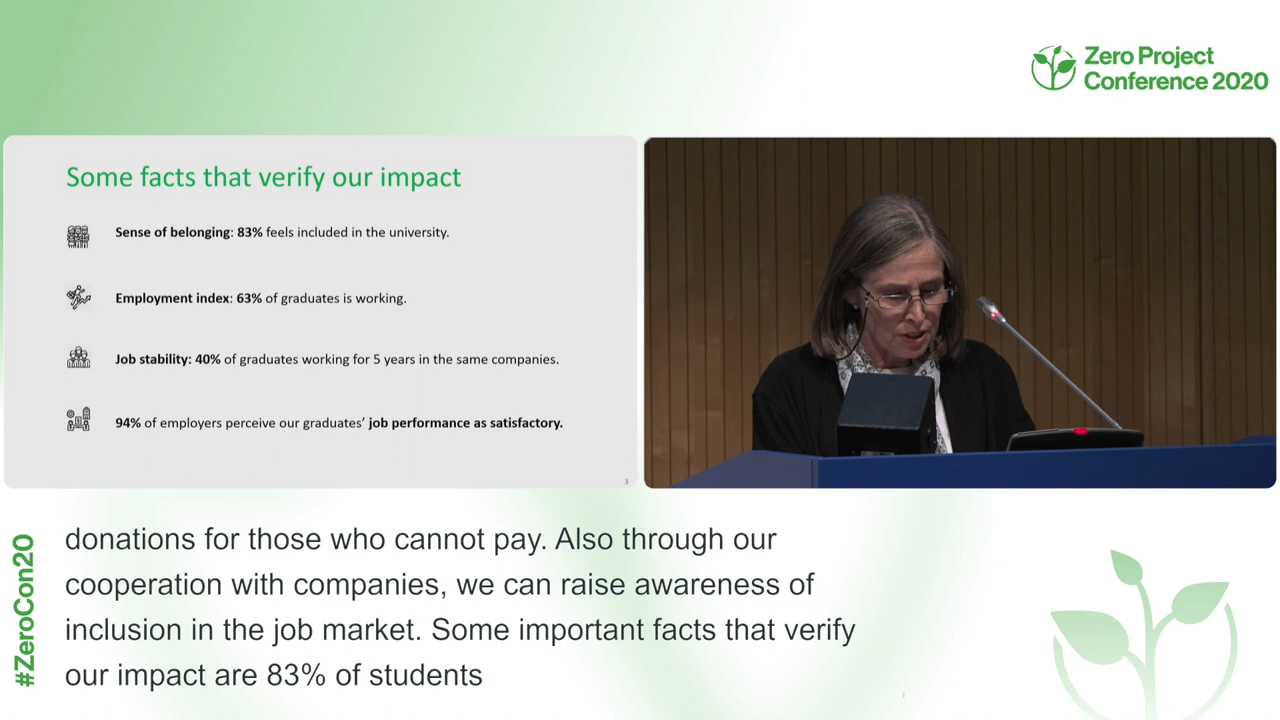 Zero Project
Conference 2020
Some facts that verify our impact
Sense of belonging: 83% feels included in the university.
Employment index: 63% of graduates is working.
Job stability: 40% of graduates working for 5 years in the same companies.
94% of employers perceive our graduates' job performance as satisfactory.
3
#ZeroCon20
donations for those who cannot pay. Also through our
cooperation with companies, we can raise awareness of
inclusion in the job market. Some important facts that verify
our impact are 83% of students